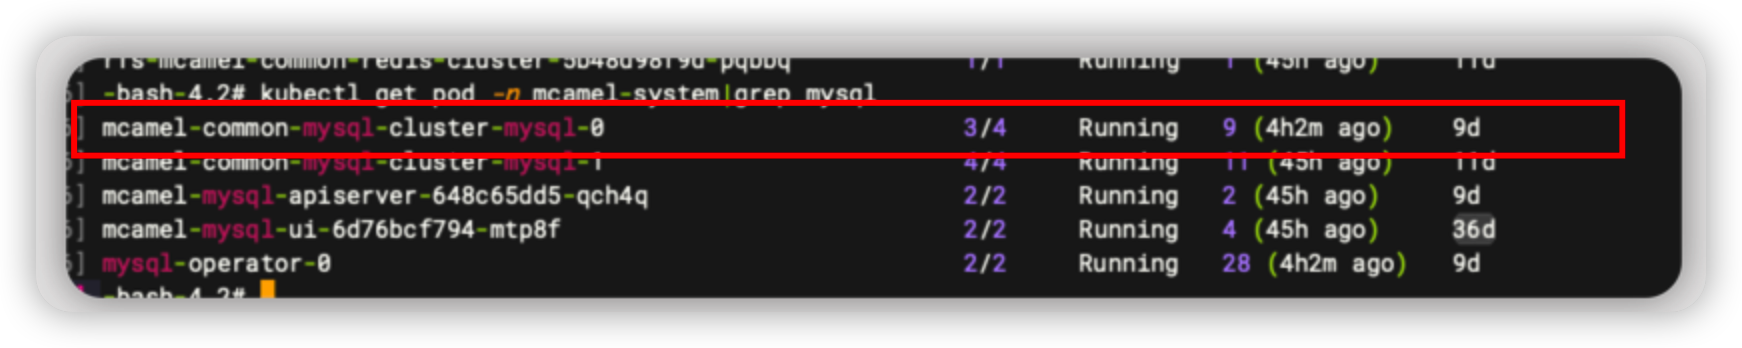 rfs-mcamel-common-redis-cluster-5b48d98f9d-pqbbq 1/1 Running 1 (45h ago) 11d
-bash-4.2# kubectl get pod -n mcamel-system|grep mysql
] mcamel-common-mysql-cluster-mysql-0 3/4 Running 9 (4h2m ago) 9d
] mcamel-common-mysql-cluster-mysql-1 4/4 Running 11 (45h ago) 11d
] mcamel-mysql-apiserver-648c65dd5-qch4q 2/2 Running 2 (45h ago) 9d
] mcamel-mysql-ui-6d76bcf794-mtp8f 2/2 Running 4 (45h ago) 36d
] mysql-operator-0 2/2 Running 28 (4h2m ago) 9d
-bash-4.2#